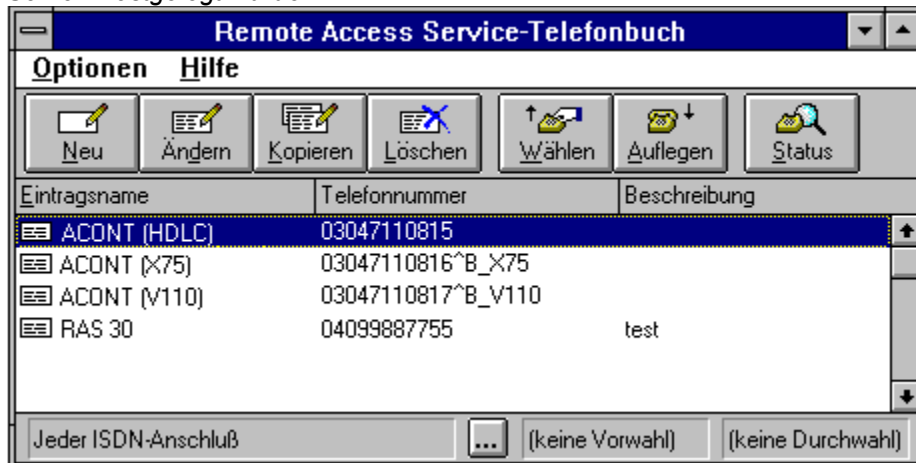 Remote Access Service-Telefonbuch
Optionen Hilfe
Neu Ändern Kopieren Löschen Wählen Auflegen Status
Eintragsname Telefonnummer Beschreibung
ACONT (HDLC) 03047110815
ACONT (X75) 03047110816^B_X75
ACONT (V110) 03047110817^B_V110
RAS 30 04099887755 test
Jeder ISDN-Anschluß ... (keine Vorwahl) (keine Durchwahl)